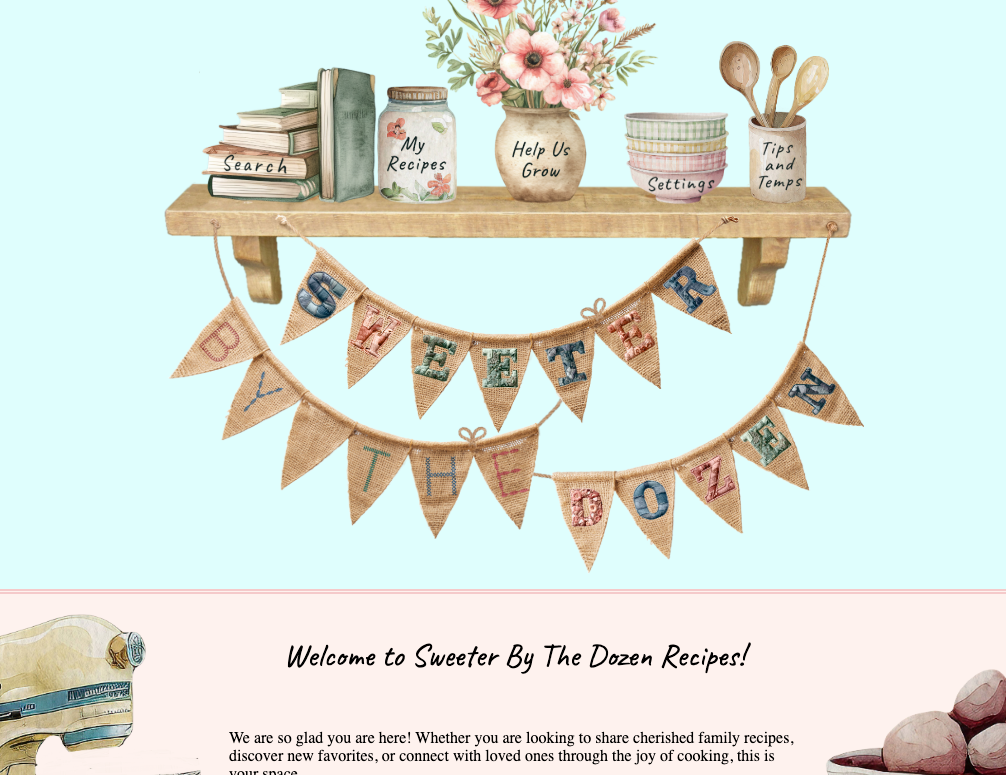 Search
My
Recipes
Help Us
Grow
Settings
Tips
and
Temps
SWEETER
BY THE DOZEN
Welcome to Sweeter By The Dozen Recipes!
We are so glad you are here! Whether you are looking to share cherished family recipes,
discover new favorites, or connect with loved ones through the joy of cooking, this is
your space